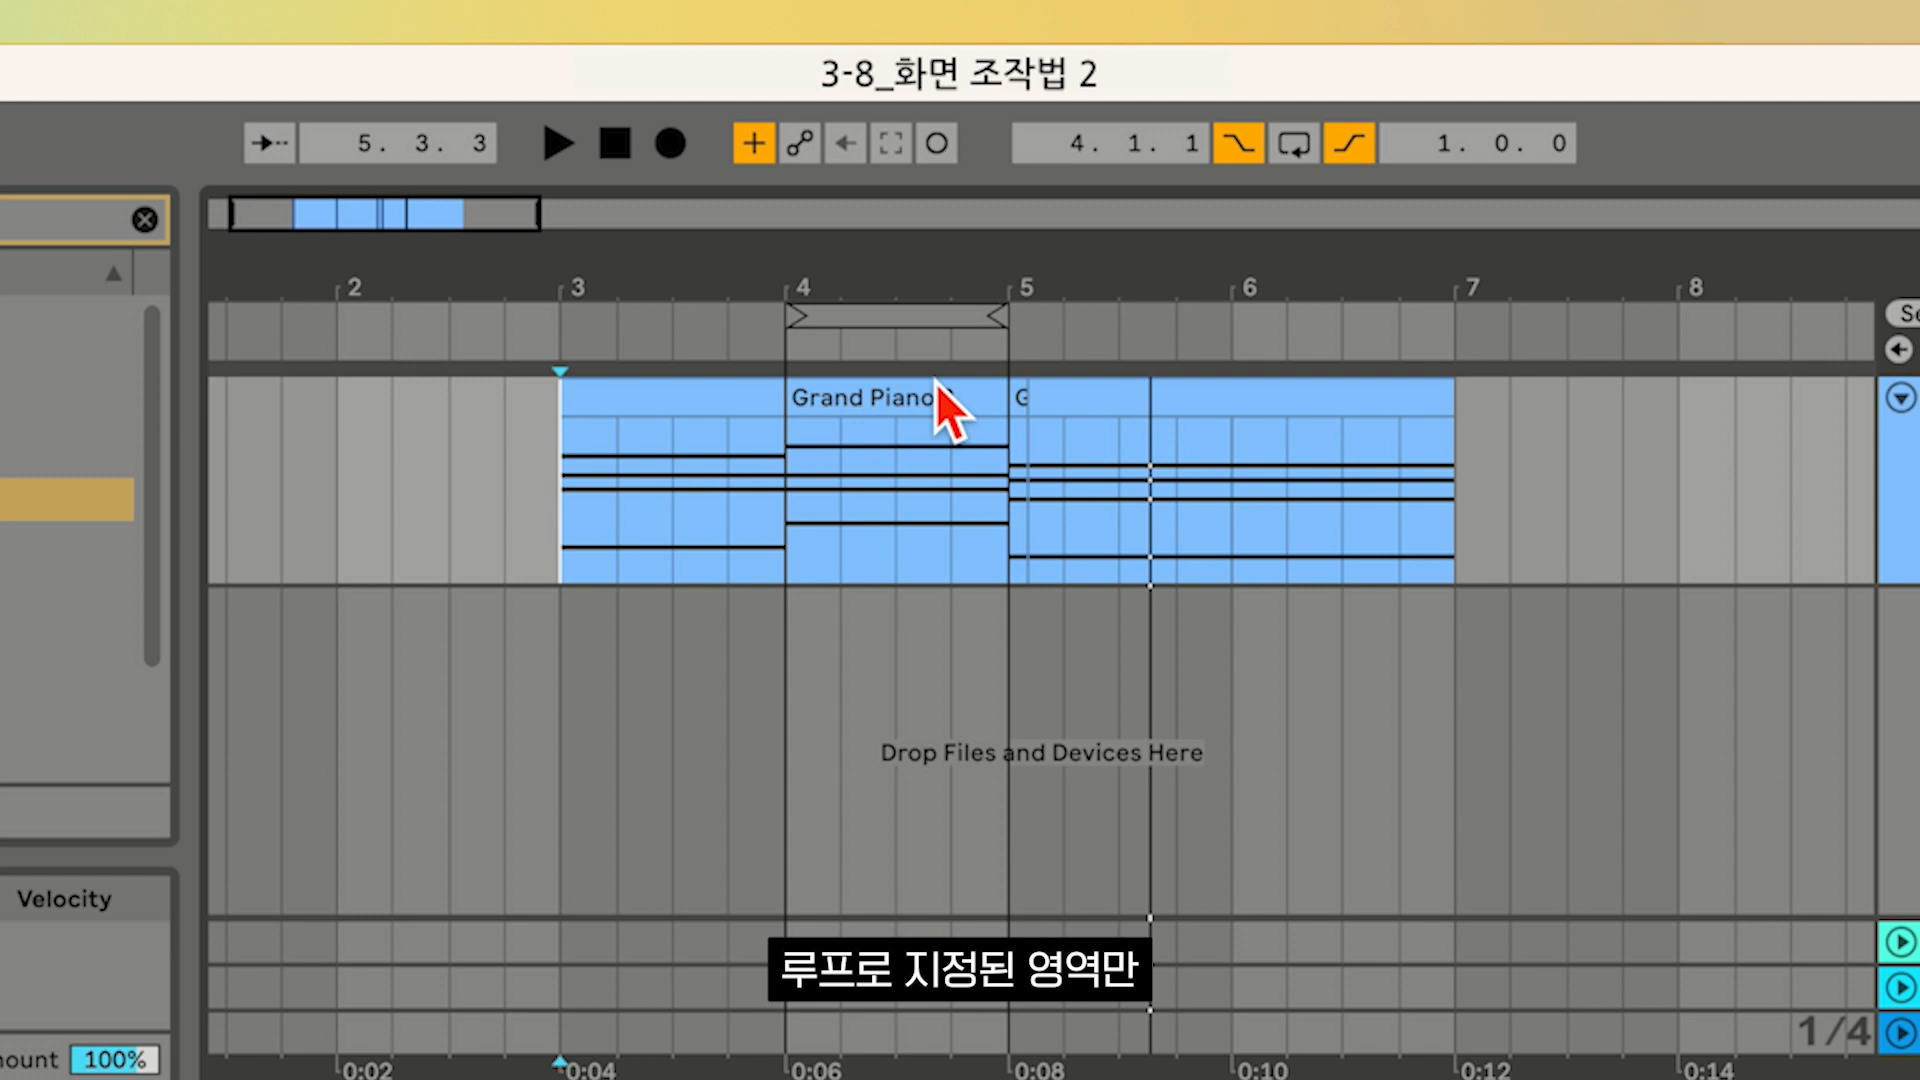 3-8_화면 조작법 2
5. 3. 3
4. 1. 1
1. 0. 0
2 3 4 5 6 7 8
Grand Piano
Drop Files and Devices Here
Velocity
루프로 지정된 영역만
1/4
100%
0:02 0:04 0:06 0:08 0:10 0:12 0:14